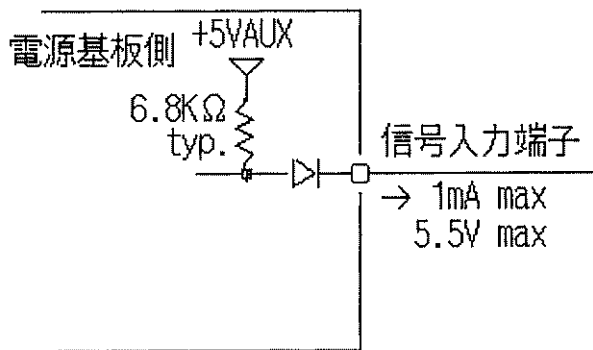 電源基板側
+5VAUX
6.8KΩ
typ.
信号入力端子
→ 1mA max
5.5V max